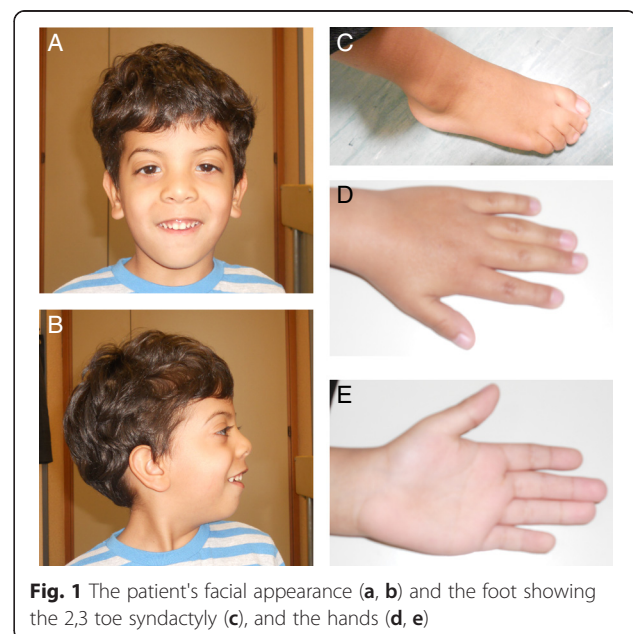 A
B
C
D
E
Fig. 1 The patient's facial appearance (a, b) and the foot showing
the 2,3 toe syndactyly (c), and the hands (d, e)